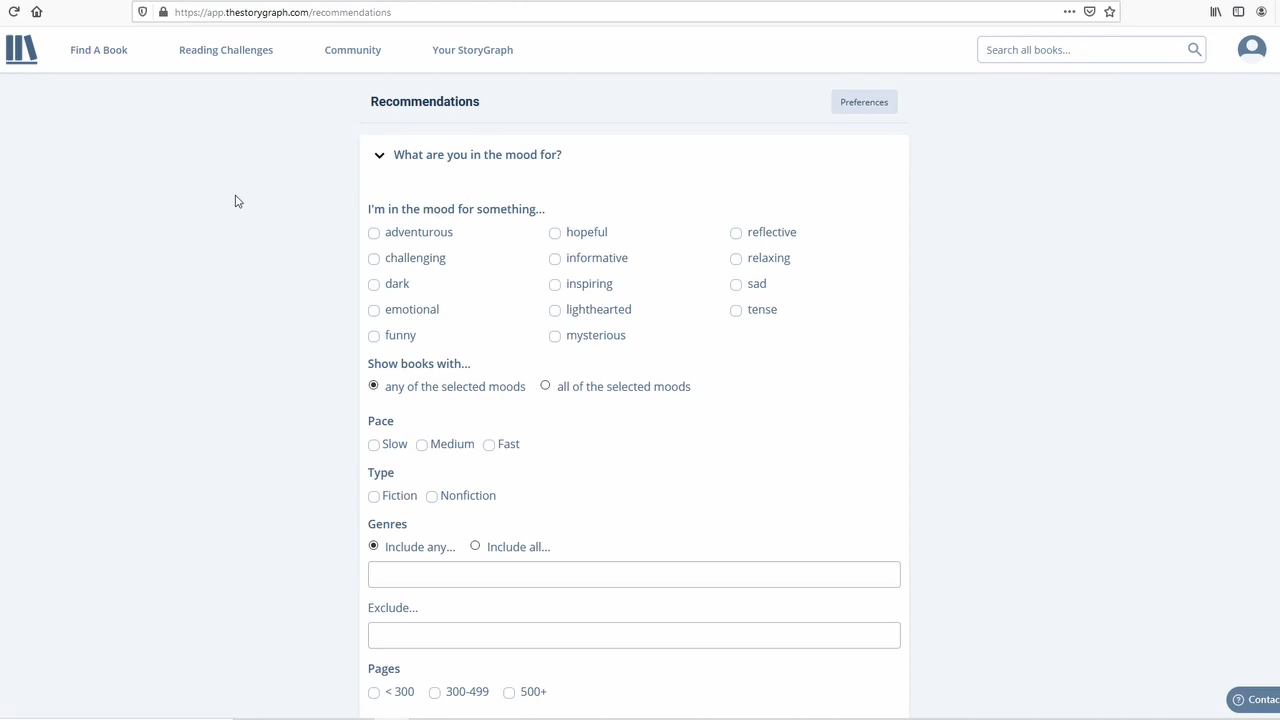 https://app.thestorygraph.com/recommendations
Find A Book Reading Challenges Community Your StoryGraph Search all books...
Recommendations Preferences
What are you in the mood for?
I'm in the mood for something...
adventurous hopeful reflective
challenging informative relaxing
dark inspiring sad
emotional lighthearted tense
funny mysterious
Show books with...
any of the selected moods all of the selected moods
Pace
Slow Medium Fast
Type
Fiction Nonfiction
Genres
Include any... Include all...
Exclude...
Pages
< 300 300-499 500+
Contac